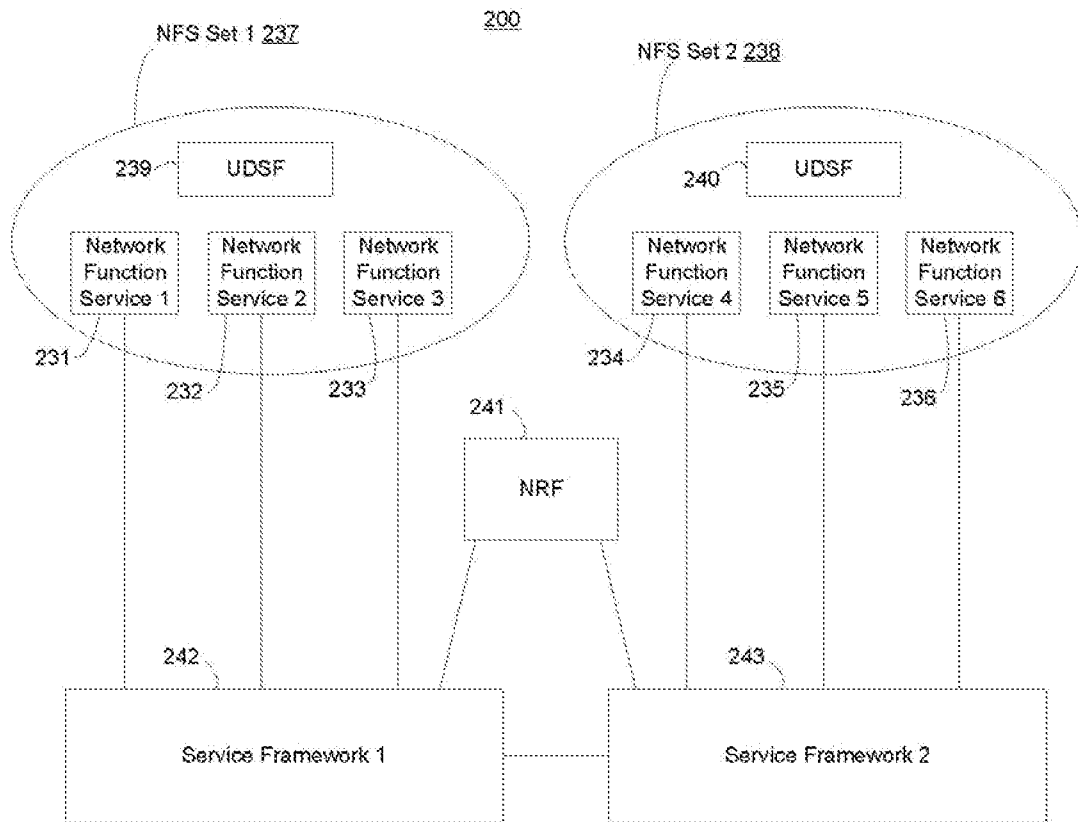 200
NFS Set 1 237
NFS Set 2 238
239
UDSF
240
UDSF
Network
Function
Service 1
Network
Function
Service 2
Network
Function
Service 3
Network
Function
Service 4
Network
Function
Service 5
Network
Function
Service 6
231
232
233
234
235
236
241
NRF
242
243
Service Framework 1
Service Framework 2